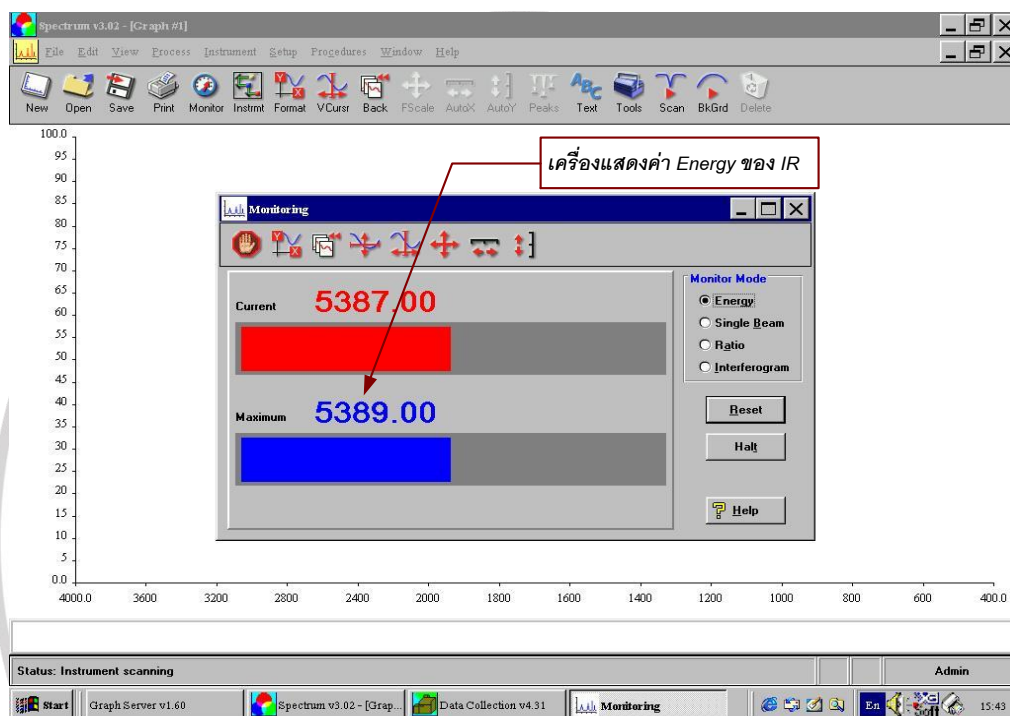 Spectrum v3.02 - [Graph #1]
File Edit View Process Instrument Setup Procedures Window Help
New Open Save Print Monitor Instrmt Format VCursr Back FScale AutoX AutoY Peaks Text Tools Scan BkGrd Delete
เครื่องแสดงค่า Energy ของ IR
100.0
95
90
85
80
75
70
65
60
55
50
45
40
35
30
25
20
15
10
5
0.0
4000.0 3600 3200 2800 2400 2000 1800 1600 1400 1200 1000 800 600 400.0
Monitoring
Current 5387.00
Maximum 5389.00
Monitor Mode
Energy
Single Beam
Ratio
Interferogram
Reset
Halt
Help
Status: Instrument scanning Admin
Start Graph Server v1.60 Spectrum v3.02 - [Grap... Data Collection v4.31 Monitoring En 15:43